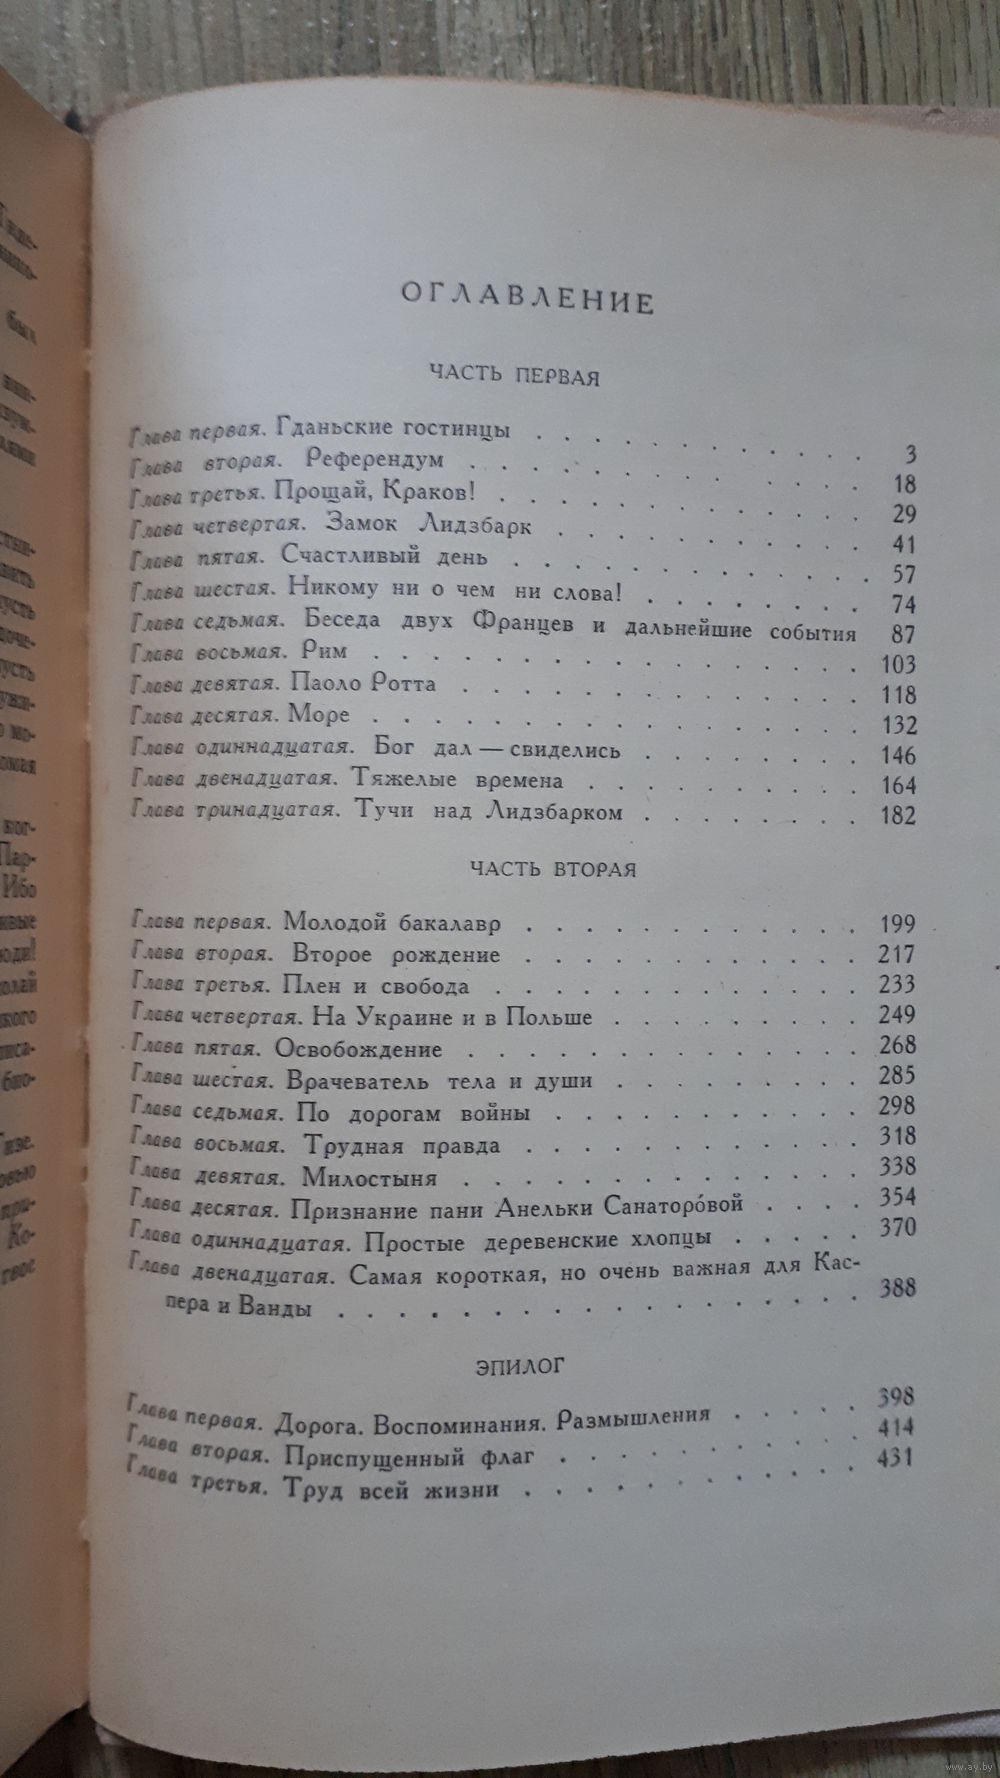 ОГЛАВЛЕНИЕ
ЧАСТЬ ПЕРВАЯ
Глава первая. Гданьские гостинцы . . . . . . . . . . . 3
Глава вторая. Референдум . . . . . . . . . . . . . 18
Глава третья. Прощай, Краков! . . . . . . . . . . . . 29
Глава четвертая. Замок Лидзбарк . . . . . . . . . . 41
Глава пятая. Счастливый день . . . . . . . . . . . . 57
Глава шестая. Никому ни о чем ни слова! . . . . . . . 74
Глава седьмая. Беседа двух Францев и дальнейшие события 87
Глава восьмая. Рим . . . . . . . . . . . . . . . . 103
Глава девятая. Паоло Ротта . . . . . . . . . . . . . 118
Глава десятая. Море . . . . . . . . . . . . . . . . 132
Глава одиннадцатая. Бог дал — свиделись . . . . . . . . 146
Глава двенадцатая. Тяжелые времена . . . . . . . . . 164
Глава тринадцатая. Тучи над Лидзбарком . . . . . . . . 182
ЧАСТЬ ВТОРАЯ
Глава первая. Молодой бакалавр . . . . . . . . . . . 199
Глава вторая. Второе рождение . . . . . . . . . . . 217
Глава третья. Плен и свобода . . . . . . . . . . . . 233
Глава четвертая. На Украине и в Польше . . . . . . . . 249
Глава пятая. Освобождение . . . . . . . . . . . . . 268
Глава шестая. Врачеватель тела и души . . . . . . . . 285
Глава седьмая. По дорогам войны . . . . . . . . . . 298
Глава восьмая. Трудная правда . . . . . . . . . . . 318
Глава девятая. Милостыня . . . . . . . . . . . . . 338
Глава десятая. Признание пани Анельки Санаторо́вой . . . . 354
Глава одиннадцатая. Простые деревенские хлопцы . . . . . 370
Глава двенадцатая. Самая короткая, но очень важная для Кас-
пера и Ванды . . . . . . . . . . . . . . . . . 388
ЭПИЛОГ
Глава первая. Дорога. Воспоминания. Размышления . . . . . 398
Глава вторая. Приспущенный флаг . . . . . . . . . . 414
Глава третья. Труд всей жизни . . . . . . . . . . . 431
www.ay.by